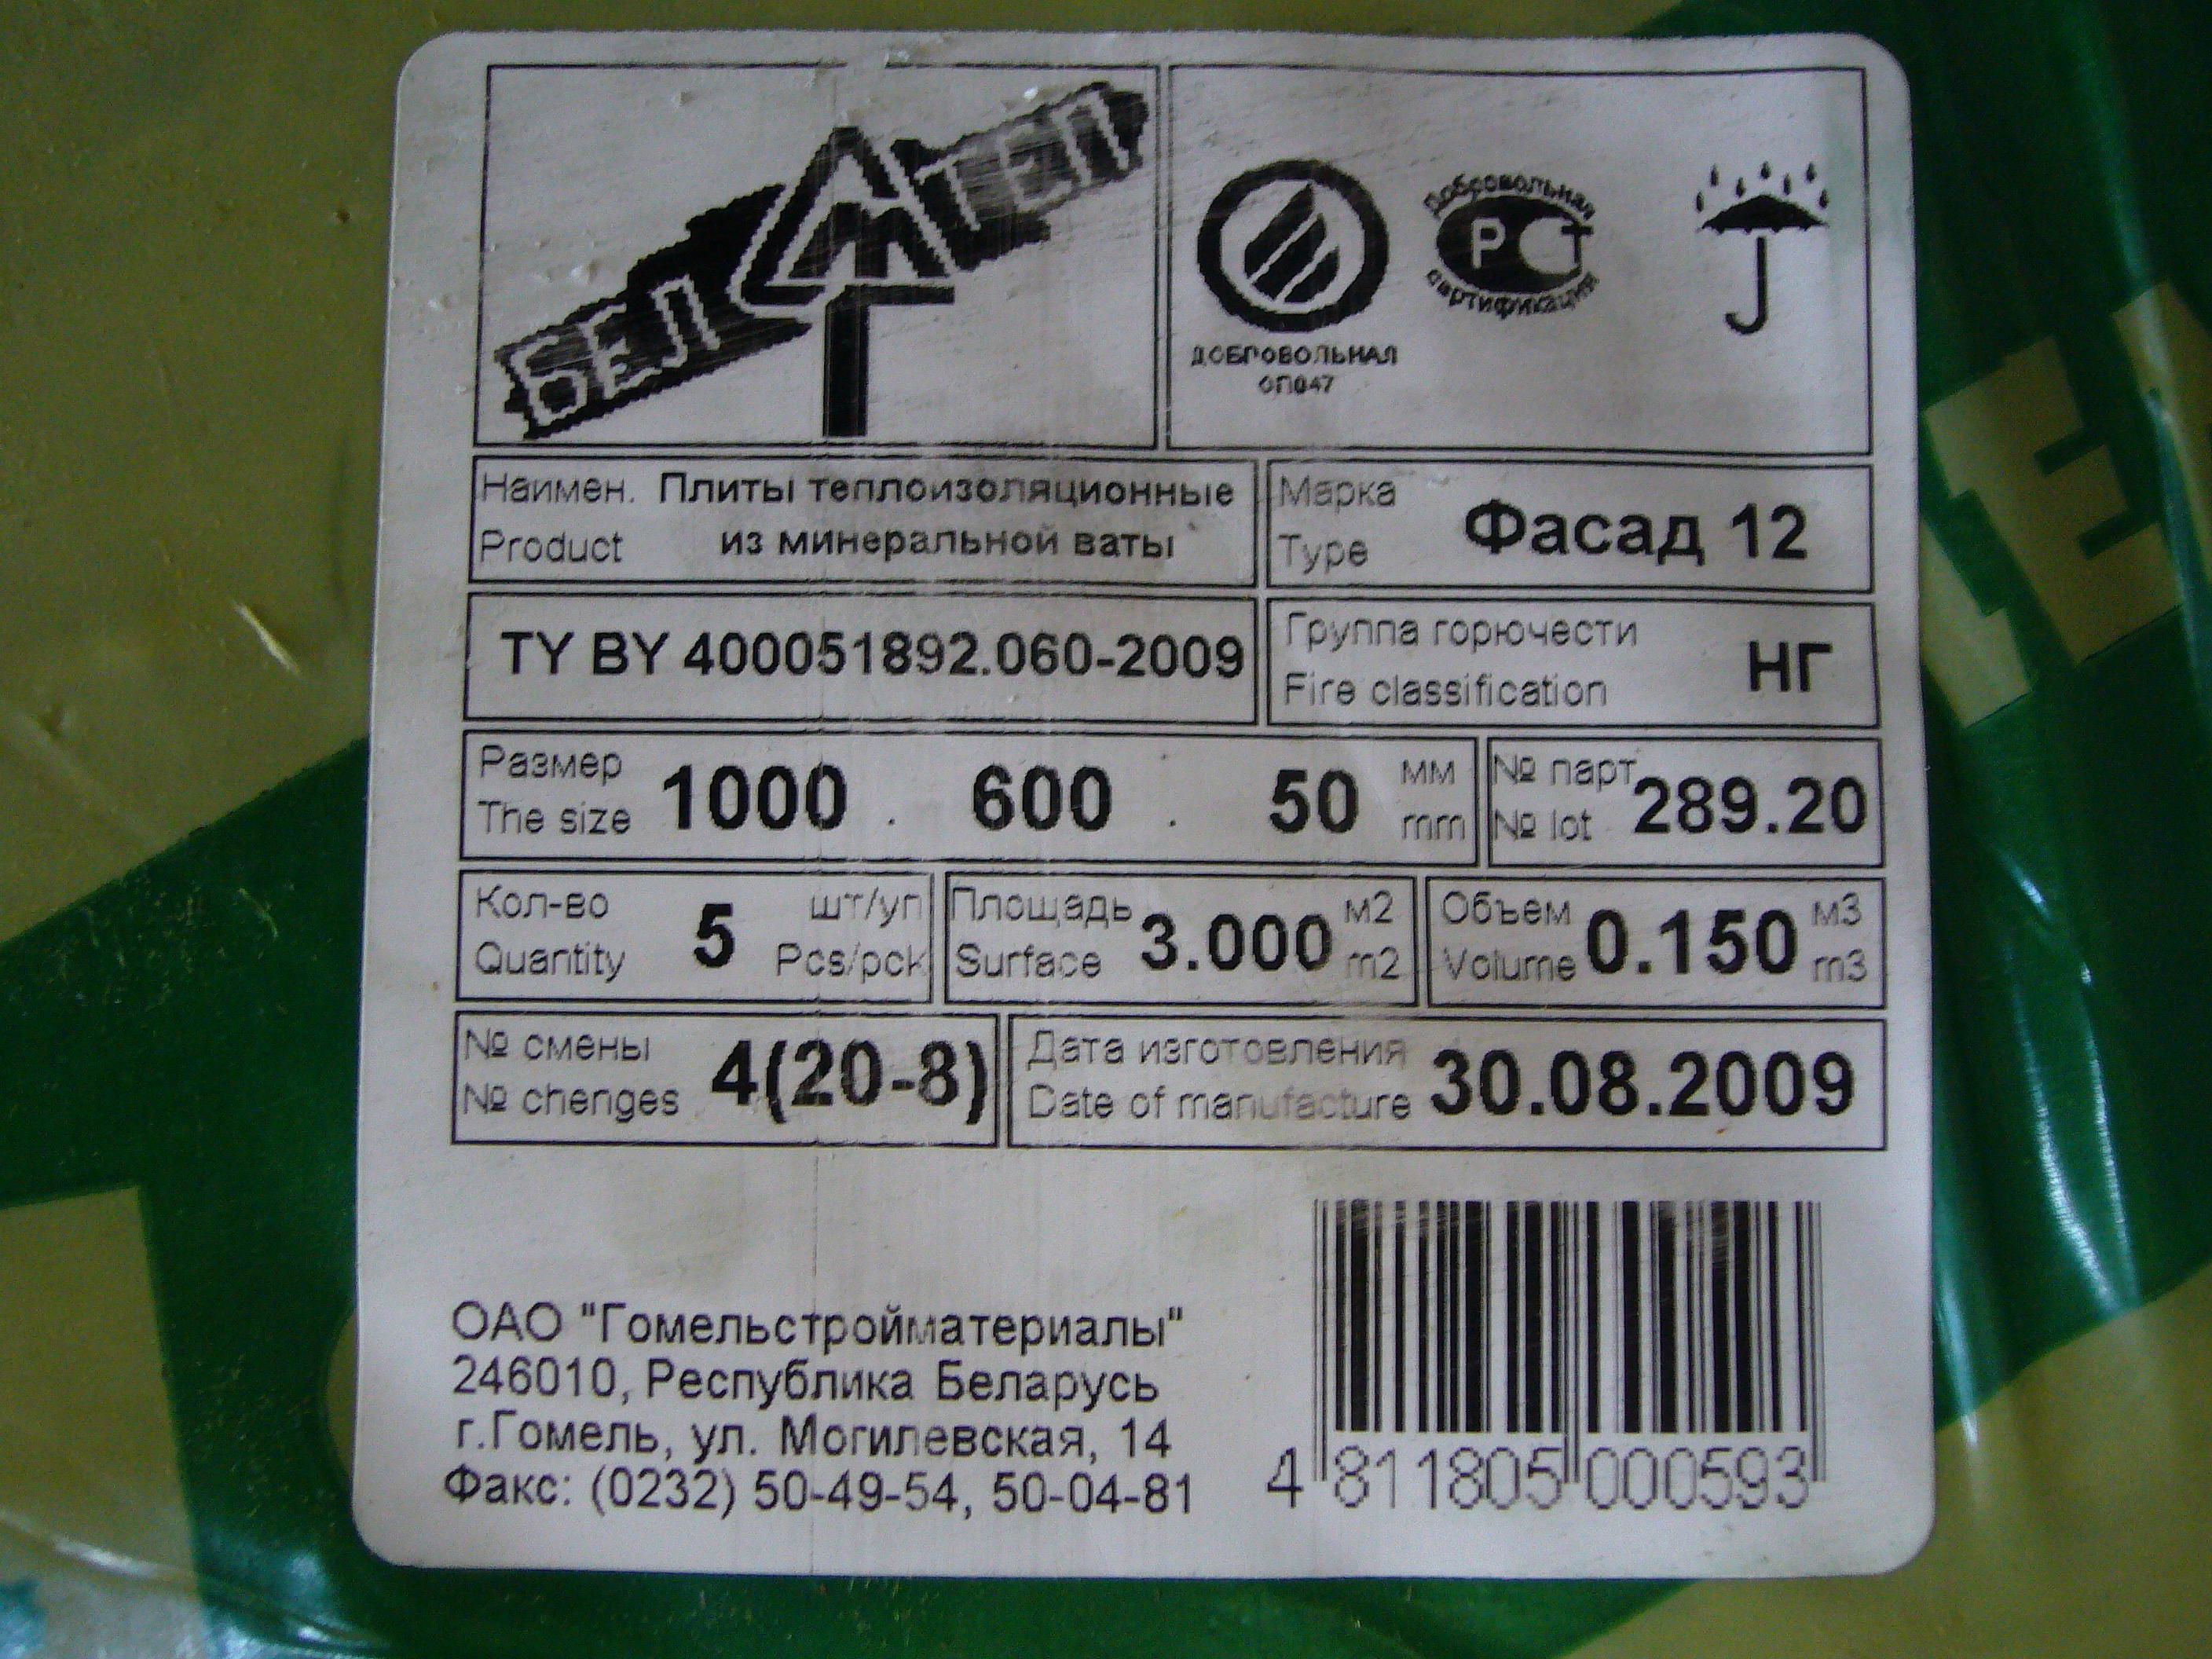 БЕЛТЕП
ДОБРОВОЛЬНАЯ
ОП047
Добровольная
РСТ
сертификация
Наимен. Плиты теплоизоляционные
Product из минеральной ваты
Марка
Type
Фасад 12
ТУ BY 400051892.060-2009
Группа горючести
Fire classification
НГ
Размер
The size
1000 . 600 . 50
мм
mm
№ парт
№ lot
289.20
Кол-во
Quantity
5
шт/уп
Pcs/pck
Площадь
Surface
3.000
м2
m2
Объем
Volume
0.150
м3
m3
№ смены
№ chenges
4(20-8)
Дата изготовления
Date of manufacture
30.08.2009
ОАО "Гомельстройматериалы"
246010, Республика Беларусь
г.Гомель, ул. Могилевская, 14
Факс: (0232) 50-49-54, 50-04-81
4 811805 000593